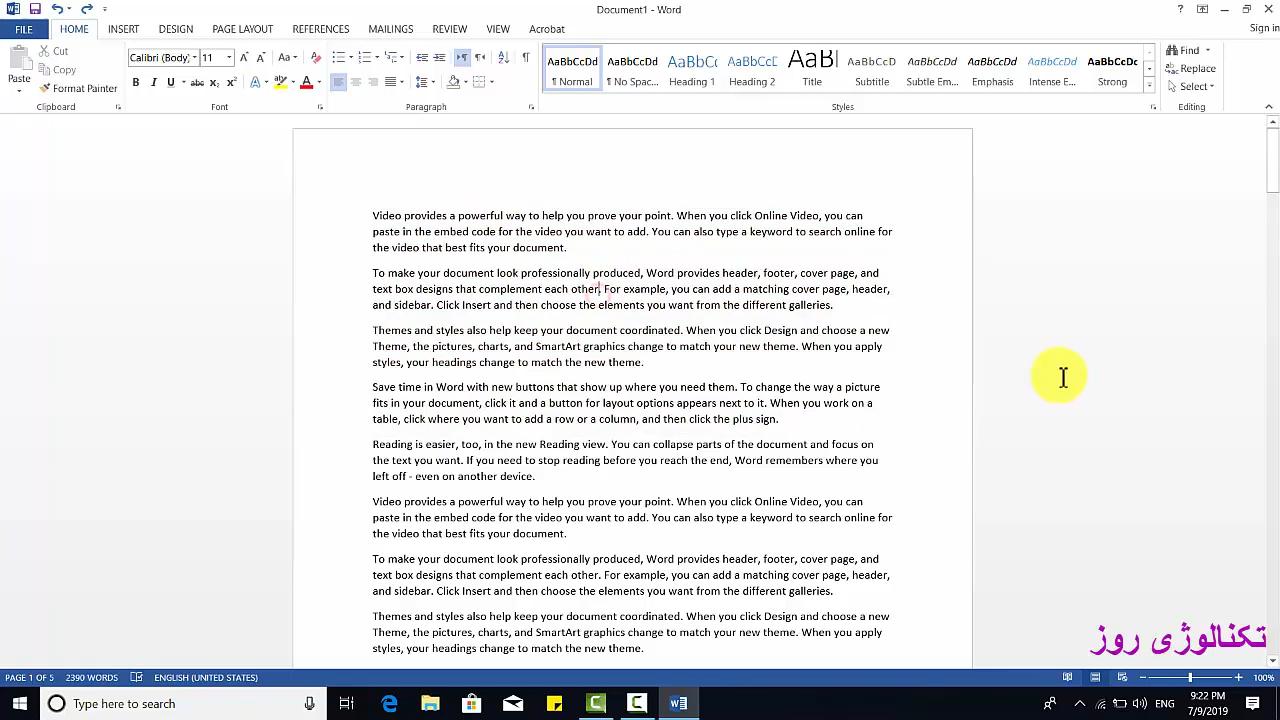 Document1 - Word
Sign in
FILE HOME INSERT DESIGN PAGE LAYOUT REFERENCES MAILINGS REVIEW VIEW Acrobat
Paste
Cut
Copy
Format Painter
Clipboard
Calibri (Body) 11
Font
Paragraph
AaBbCcDd AaBbCcDd AaBbCc AaBbCcDd AaB AaBbCcD AaBbCcDd AaBbCcDd AaBbCcDd AaBbCcDc
¶ Normal ¶ No Spac... Heading 1 Heading 2 Title Subtitle Subtle Em... Emphasis Intense E... Strong
Styles
Find
Replace
Select
Editing
Video provides a powerful way to help you prove your point. When you click Online Video, you can
paste in the embed code for the video you want to add. You can also type a keyword to search online for
the video that best fits your document.
To make your document look professionally produced, Word provides header, footer, cover page, and
text box designs that complement each other. For example, you can add a matching cover page, header,
and sidebar. Click Insert and then choose the elements you want from the different galleries.
Themes and styles also help keep your document coordinated. When you click Design and choose a new
Theme, the pictures, charts, and SmartArt graphics change to match your new theme. When you apply
styles, your headings change to match the new theme.
Save time in Word with new buttons that show up where you need them. To change the way a picture
fits in your document, click it and a button for layout options appears next to it. When you work on a
table, click where you want to add a row or a column, and then click the plus sign.
Reading is easier, too, in the new Reading view. You can collapse parts of the document and focus on
the text you want. If you need to stop reading before you reach the end, Word remembers where you
left off - even on another device.
Video provides a powerful way to help you prove your point. When you click Online Video, you can
paste in the embed code for the video you want to add. You can also type a keyword to search online for
the video that best fits your document.
To make your document look professionally produced, Word provides header, footer, cover page, and
text box designs that complement each other. For example, you can add a matching cover page, header,
and sidebar. Click Insert and then choose the elements you want from the different galleries.
Themes and styles also help keep your document coordinated. When you click Design and choose a new
Theme, the pictures, charts, and SmartArt graphics change to match your new theme. When you apply
styles, your headings change to match the new theme.
تکنالوژی روز
PAGE 1 OF 5 2390 WORDS ENGLISH (UNITED STATES) 100%
Type here to search
ENG
9:22 PM
7/9/2019